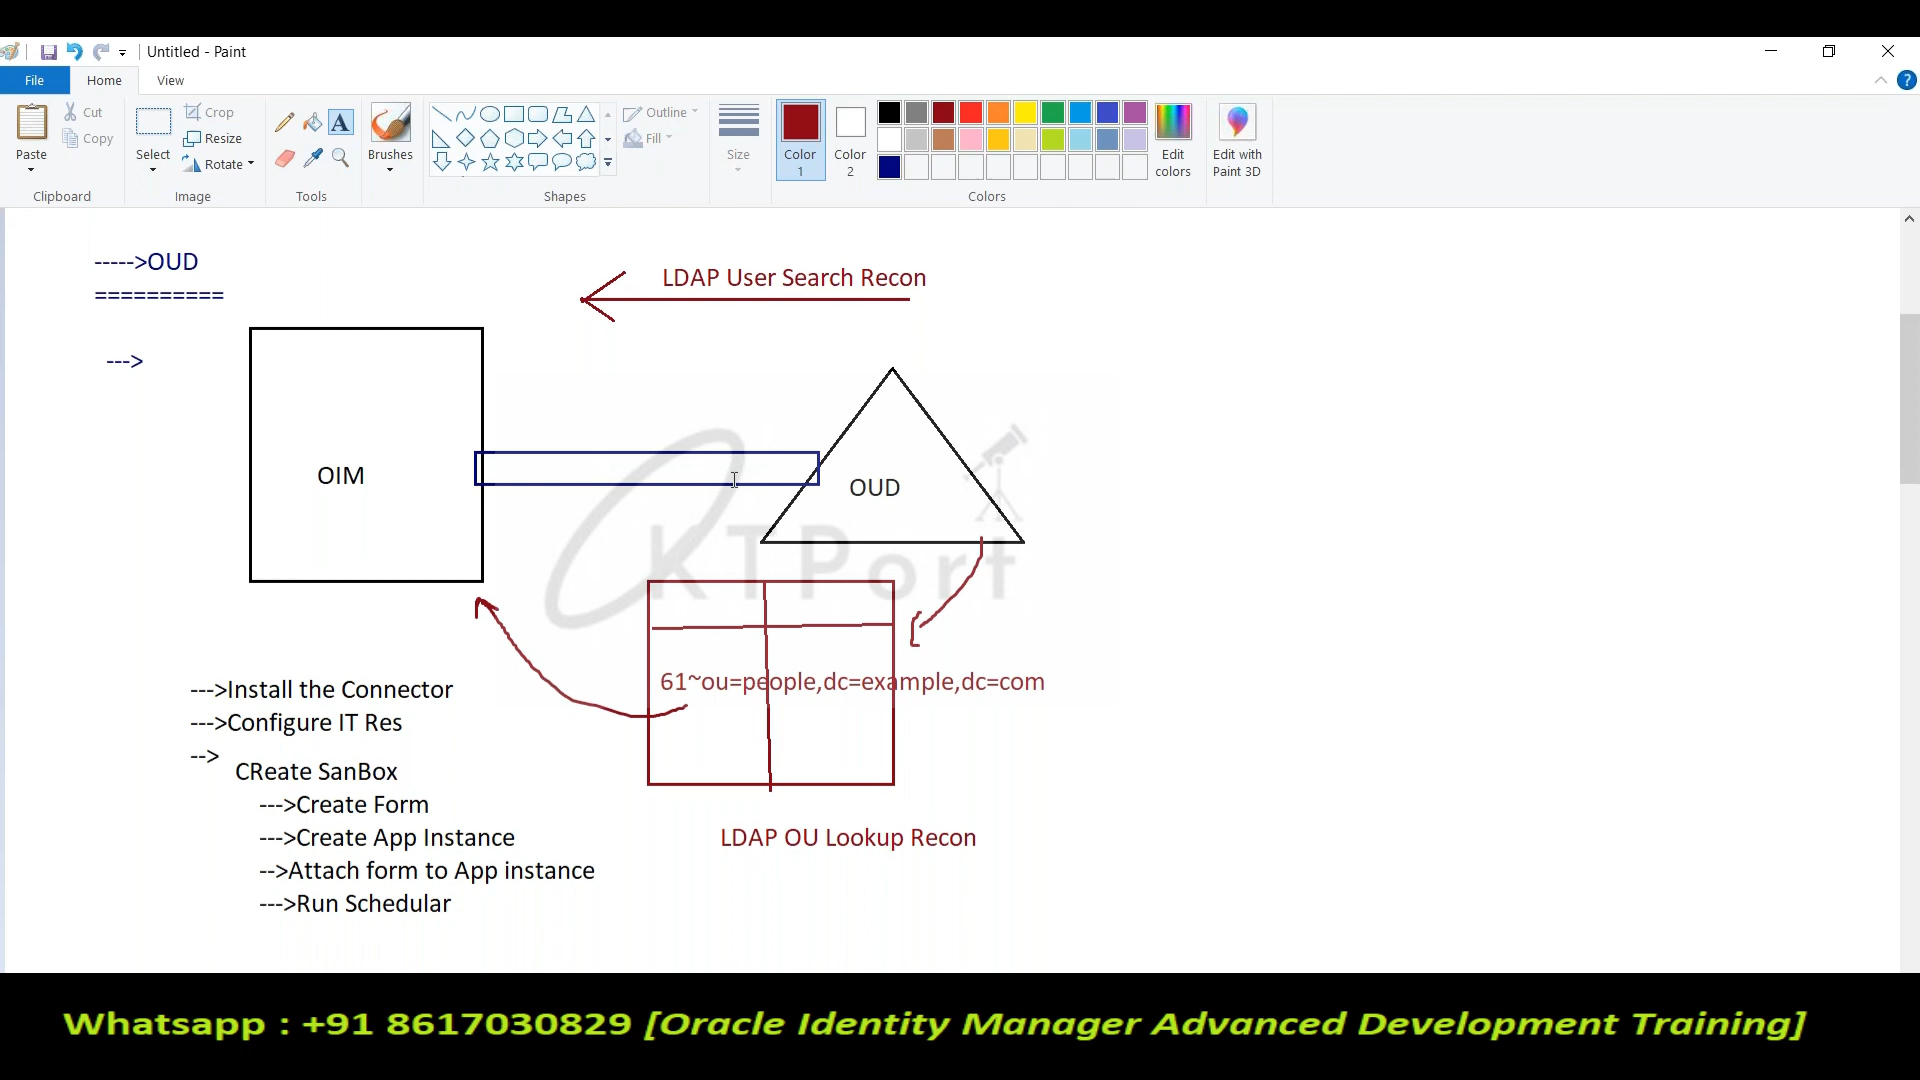 Untitled - Paint
File Home View
Cut
Copy
Paste
Clipboard
Crop
Resize
Rotate
Select
Image
A
Tools
Brushes
Shapes
Outline
Fill
Size
Color 1
Color 2
Edit colors
Colors
Edit with Paint 3D
?
----->OUD
==========
LDAP User Search Recon
--->
OIM
OUD
KTPort
61~ou=people,dc=example,dc=com
--->Install the Connector
--->Configure IT Res
-->
CReate SanBox
--->Create Form
--->Create App Instance
-->Attach form to App instance
--->Run Schedular
LDAP OU Lookup Recon
Whatsapp : +91 8617030829 [Oracle Identity Manager Advanced Development Training]